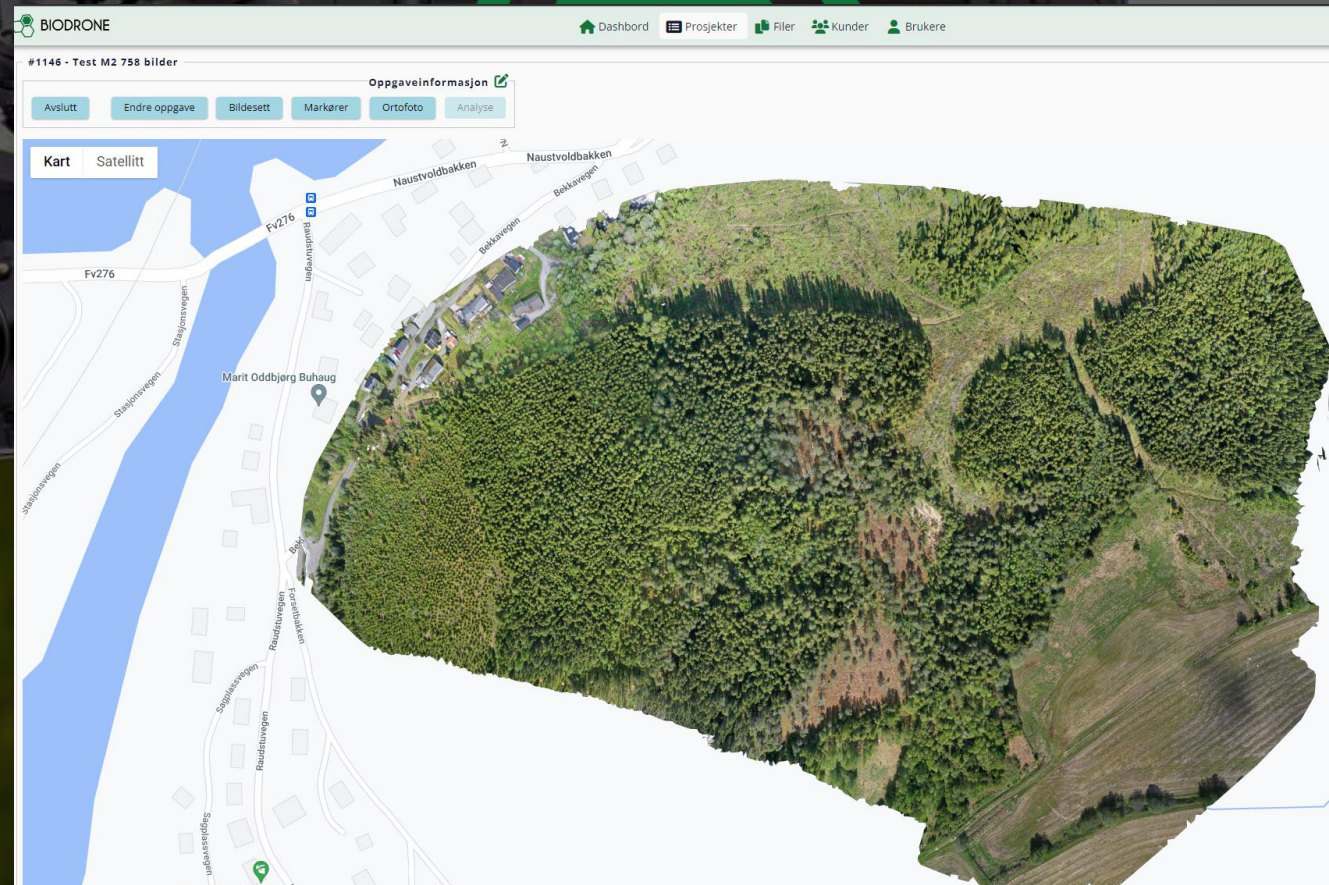 BIODRONE
Dashbord
Prosjekter
Filer
Kunder
Brukere
#1146 - Test M2 758 bilder
Oppgaveinformasjon
Avslutt
Endre oppgave
Bildesett
Markører
Ortofoto
Analyse
Kart
Satellitt
Naustvoldbakken
Naustvoldbakken
Bekkavegen
Bekkavegen
Fv276
Raudstuvegen
Fv276
Stasjonsvegen
Stasjonsvegen
Stasjonsvegen
Marit Oddbjørg Buhaug
Raudstuvegen
Forsetbakken
Sagplassvegen
Raudstuvegen
Sagplassvegen